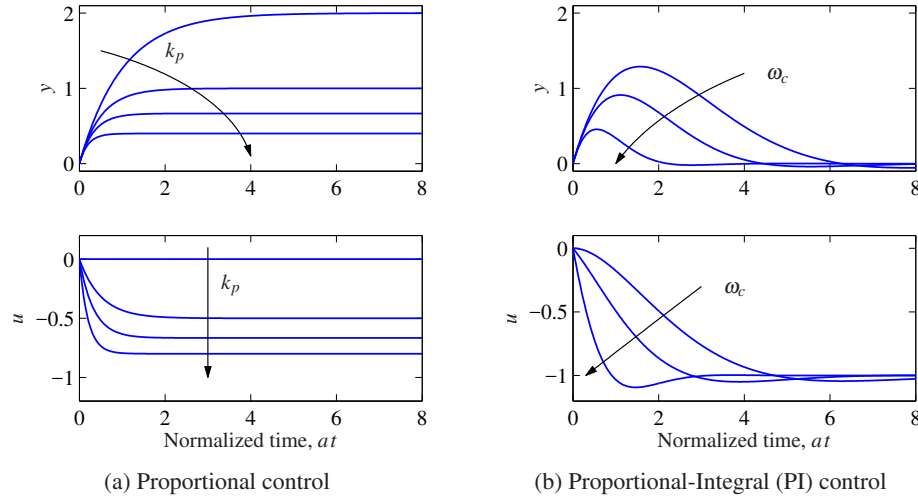 2
1
0
y
k_p
0 2 4 6 8
0
−0.5
−1
u
k_p
0 2 4 6 8
Normalized time, at
(a) Proportional control
2
1
0
y
ω_c
0 2 4 6 8
0
−0.5
−1
u
ω_c
0 2 4 6 8
Normalized time, at
(b) Proportional-Integral (PI) control